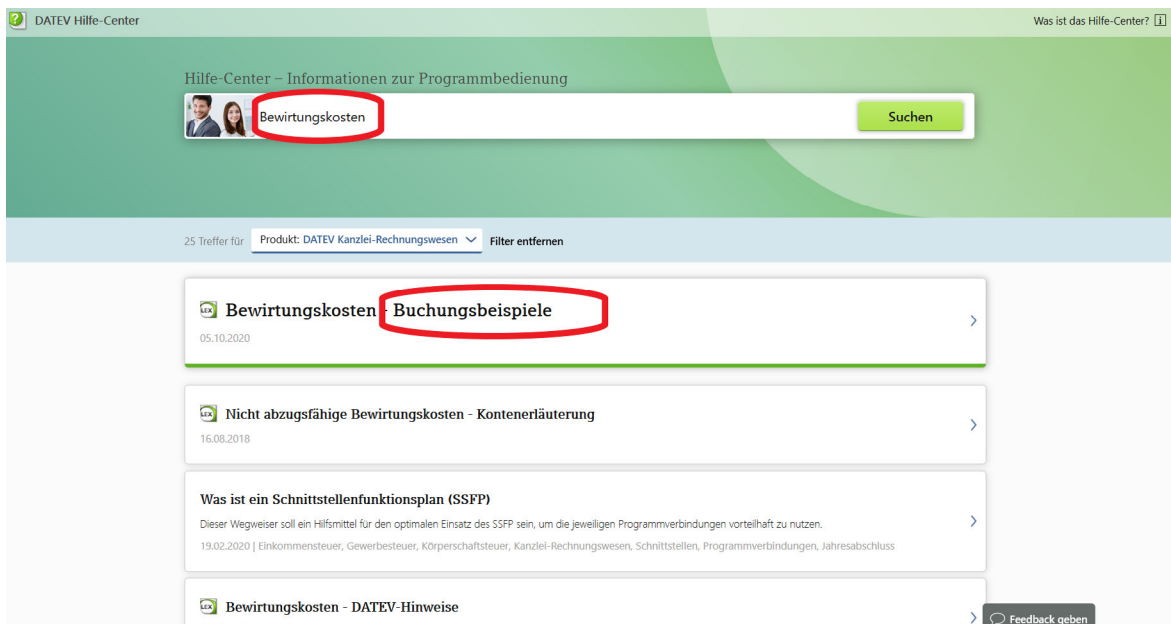 DATEV Hilfe-Center
Was ist das Hilfe-Center?
Hilfe-Center – Informationen zur Programmbedienung
Bewirtungskosten
Suchen
25 Treffer für Produkt: DATEV Kanzlei-Rechnungswesen Filter entfernen
LEX Bewirtungskosten - Buchungsbeispiele
05.10.2020
LEX Nicht abzugsfähige Bewirtungskosten - Kontenerläuterung
16.08.2018
Was ist ein Schnittstellenfunktionsplan (SSFP)
Dieser Wegweiser soll ein Hilfsmittel für den optimalen Einsatz des SSFP sein, um die jeweiligen Programmverbindungen vorteilhaft zu nutzen.
19.02.2020 | Einkommensteuer, Gewerbesteuer, Körperschaftsteuer, Kanzlei-Rechnungswesen, Schnittstellen, Programmverbindungen, Jahresabschluss
LEX Bewirtungskosten - DATEV-Hinweise
Feedback geben